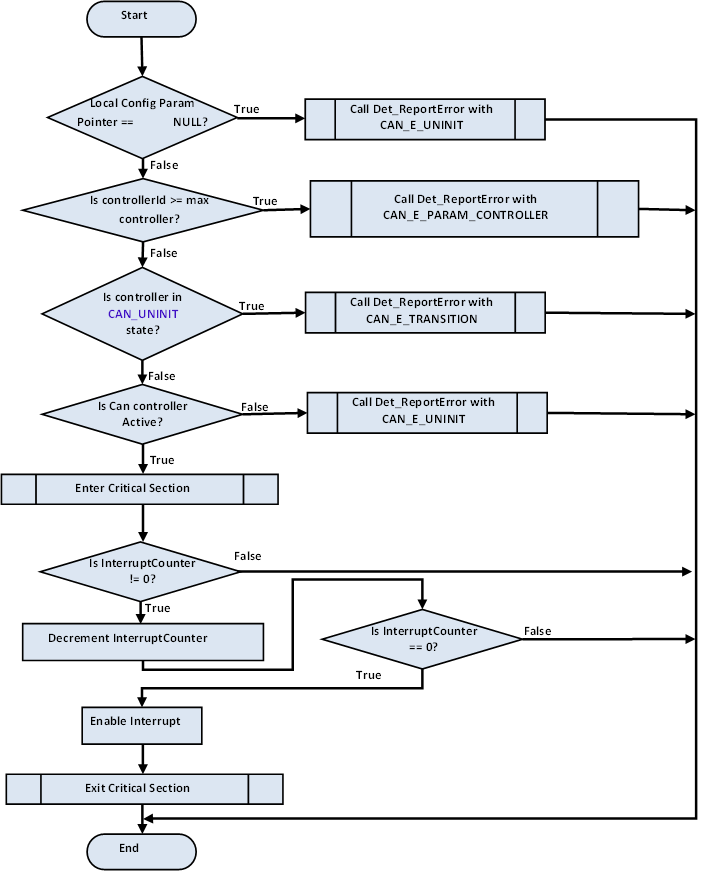 Start
Local Config Param
Pointer == NULL?
True
Call Det_ReportError with
CAN_E_UNINIT
False
Is controllerId >= max
controller?
True
Call Det_ReportError with
CAN_E_PARAM_CONTROLLER
False
Is controller in
CAN_UNINIT
state?
True
Call Det_ReportError with
CAN_E_TRANSITION
False
Is Can controller
Active?
False
Call Det_ReportError with
CAN_E_UNINIT
True
Enter Critical Section
Is InterruptCounter
!= 0?
False
True
Decrement InterruptCounter
Is InterruptCounter
== 0?
False
True
Enable Interrupt
Exit Critical Section
End